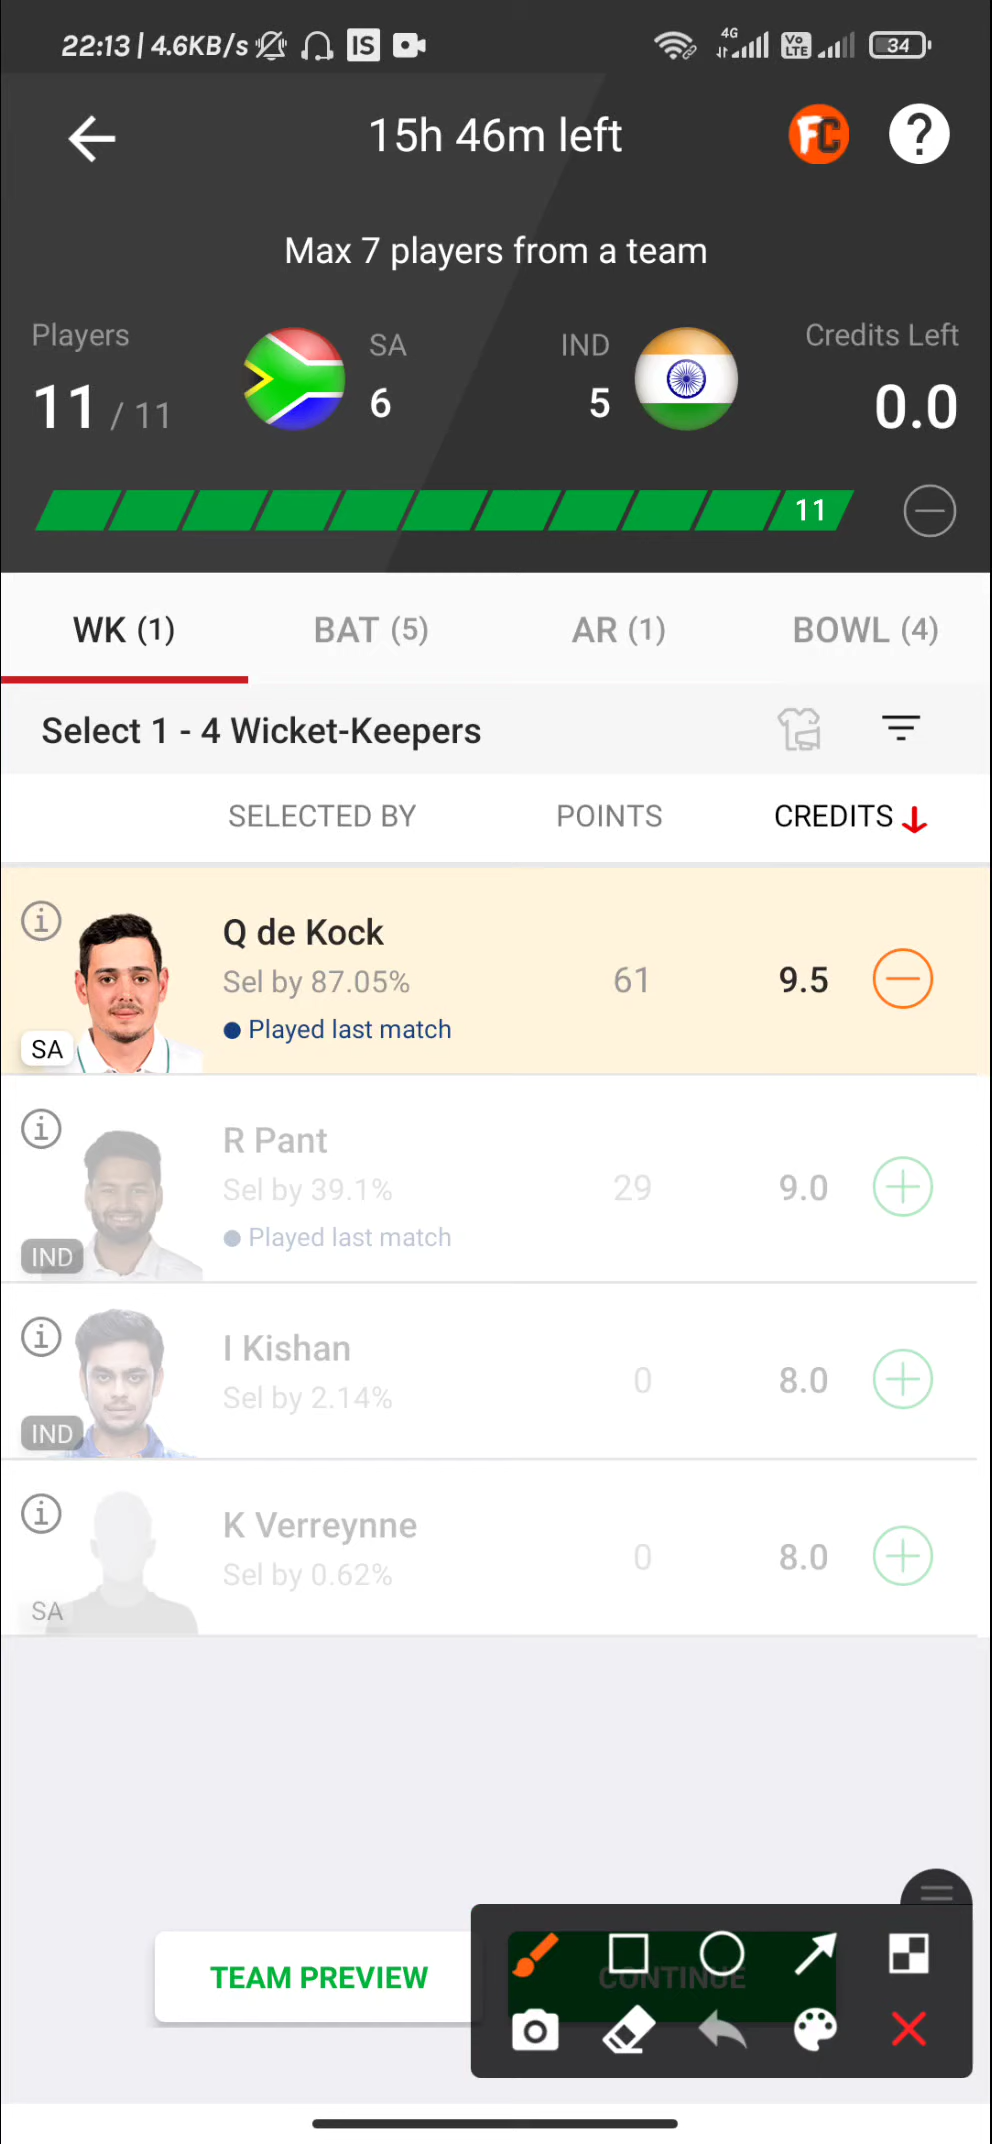 22:13 | 4.6KB/s IS 4G Vo LTE 34
15h 46m left FC ?
Max 7 players from a team
Players SA IND Credits Left
11 / 11 6 5 0.0
11
WK (1) BAT (5) AR (1) BOWL (4)
Select 1 - 4 Wicket-Keepers
SELECTED BY POINTS CREDITS
i Q de Kock
Sel by 87.05% 61 9.5
Played last match
SA
i R Pant
Sel by 39.1% 29 9.0
Played last match
IND
i I Kishan
Sel by 2.14% 0 8.0
IND
i K Verreynne
Sel by 0.62% 0 8.0
SA
TEAM PREVIEW CONTINUE